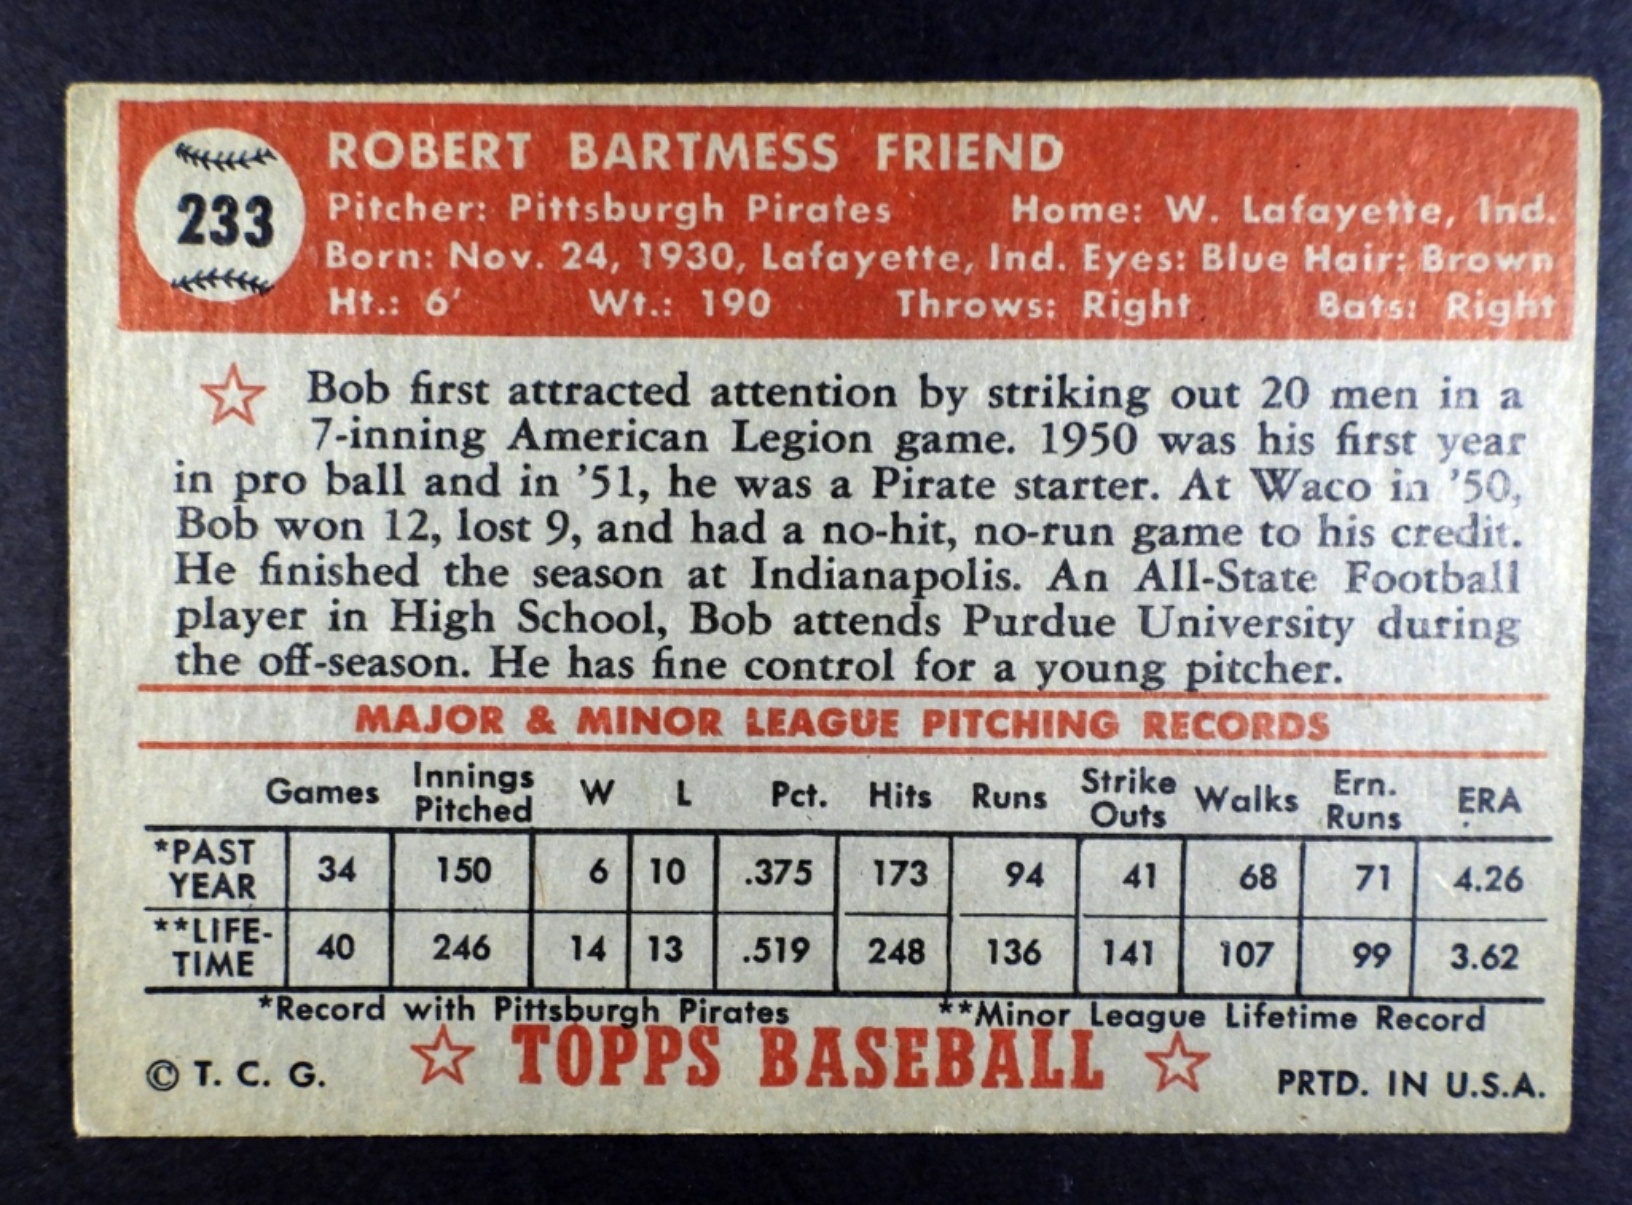 233
ROBERT BARTMESS FRIEND
Pitcher: Pittsburgh Pirates Home: W. Lafayette, Ind.
Born: Nov. 24, 1930, Lafayette, Ind. Eyes: Blue Hair: Brown
Ht.: 6' Wt.: 190 Throws: Right Bats: Right
☆ Bob first attracted attention by striking out 20 men in a
7-inning American Legion game. 1950 was his first year
in pro ball and in '51, he was a Pirate starter. At Waco in '50,
Bob won 12, lost 9, and had a no-hit, no-run game to his credit.
He finished the season at Indianapolis. An All-State Football
player in High School, Bob attends Purdue University during
the off-season. He has fine control for a young pitcher.
MAJOR & MINOR LEAGUE PITCHING RECORDS
Games Innings Pitched W L Pct. Hits Runs Strike Outs Walks Ern. Runs ERA
*PAST YEAR 34 150 6 10 .375 173 94 41 68 71 4.26
**LIFE-TIME 40 246 14 13 .519 248 136 141 107 99 3.62
*Record with Pittsburgh Pirates **Minor League Lifetime Record
© T. C. G. ☆ TOPPS BASEBALL ☆ PRTD. IN U.S.A.